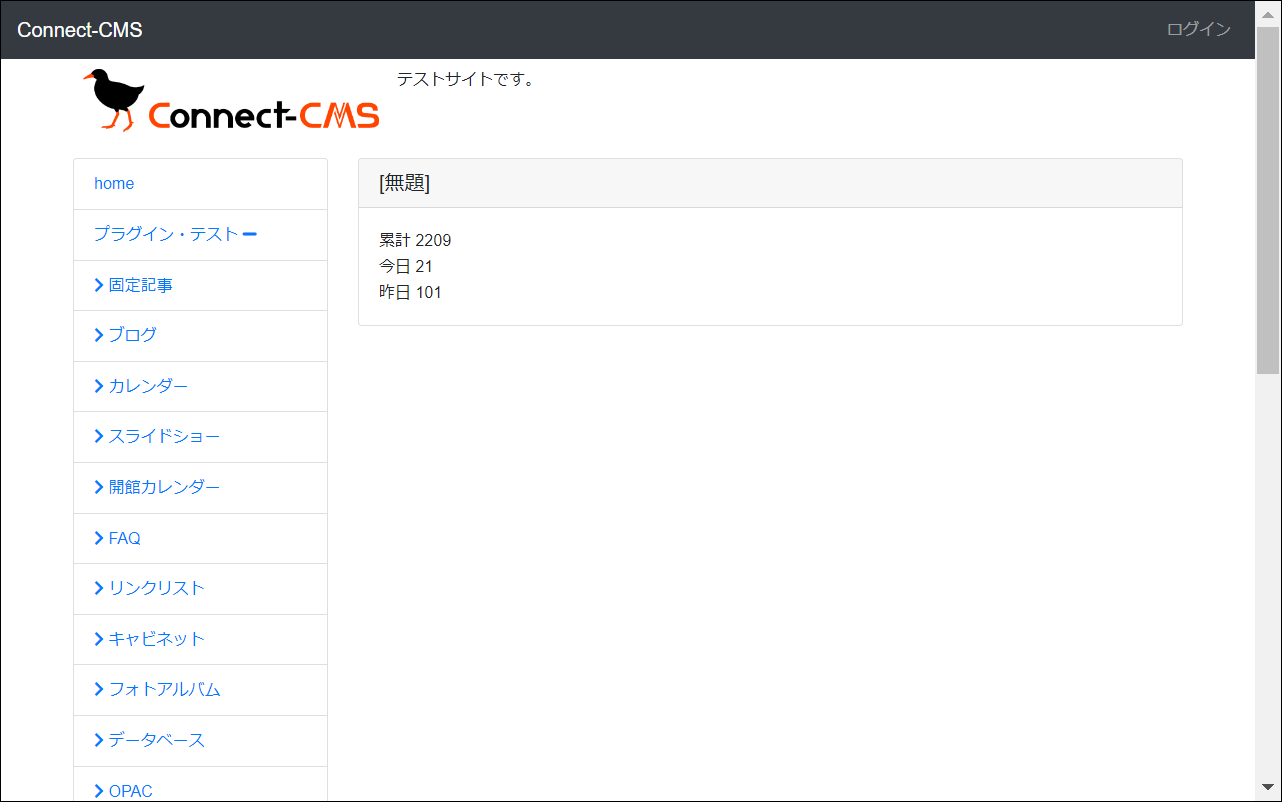 Connect-CMS
ログイン
Connect-CMS
テストサイトです。
home
プラグイン・テスト
固定記事
ブログ
カレンダー
スライドショー
開館カレンダー
FAQ
リンクリスト
キャビネット
フォトアルバム
データベース
OPAC
[無題]
累計 2209
今日 21
昨日 101